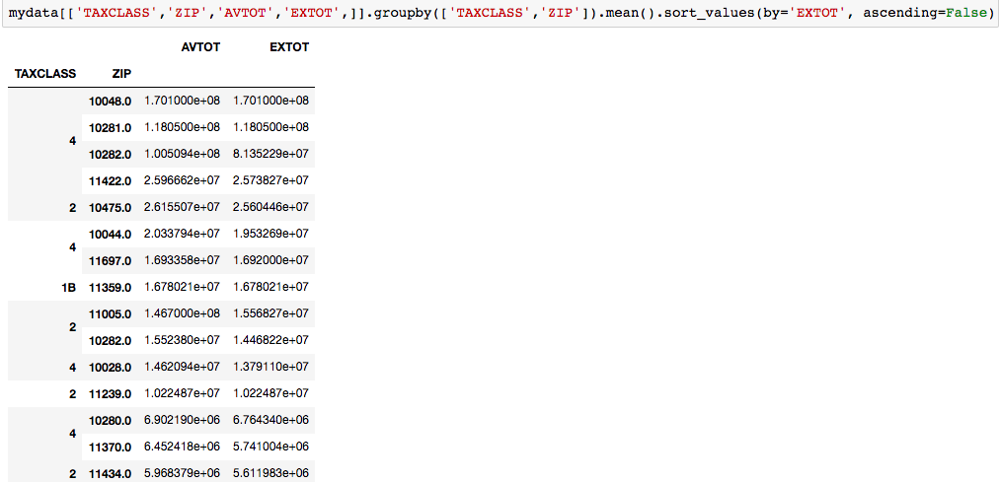 mydata[['TAXCLASS','ZIP','AVTOT','EXTOT',]].groupby(['TAXCLASS','ZIP']).mean().sort_values(by='EXTOT', ascending=False)
AVTOT EXTOT
TAXCLASS ZIP
10048.0 1.701000e+08 1.701000e+08
10281.0 1.180500e+08 1.180500e+08
4
10282.0 1.005094e+08 8.135229e+07
11422.0 2.596662e+07 2.573827e+07
2 10475.0 2.615507e+07 2.560446e+07
10044.0 2.033794e+07 1.953269e+07
4
11697.0 1.693358e+07 1.692000e+07
1B 11359.0 1.678021e+07 1.678021e+07
11005.0 1.467000e+08 1.556827e+07
2
10282.0 1.552380e+07 1.446822e+07
4 10028.0 1.462094e+07 1.379110e+07
2 11239.0 1.022487e+07 1.022487e+07
10280.0 6.902190e+06 6.764340e+06
4
11370.0 6.452418e+06 5.741004e+06
2 11434.0 5.968379e+06 5.611983e+06